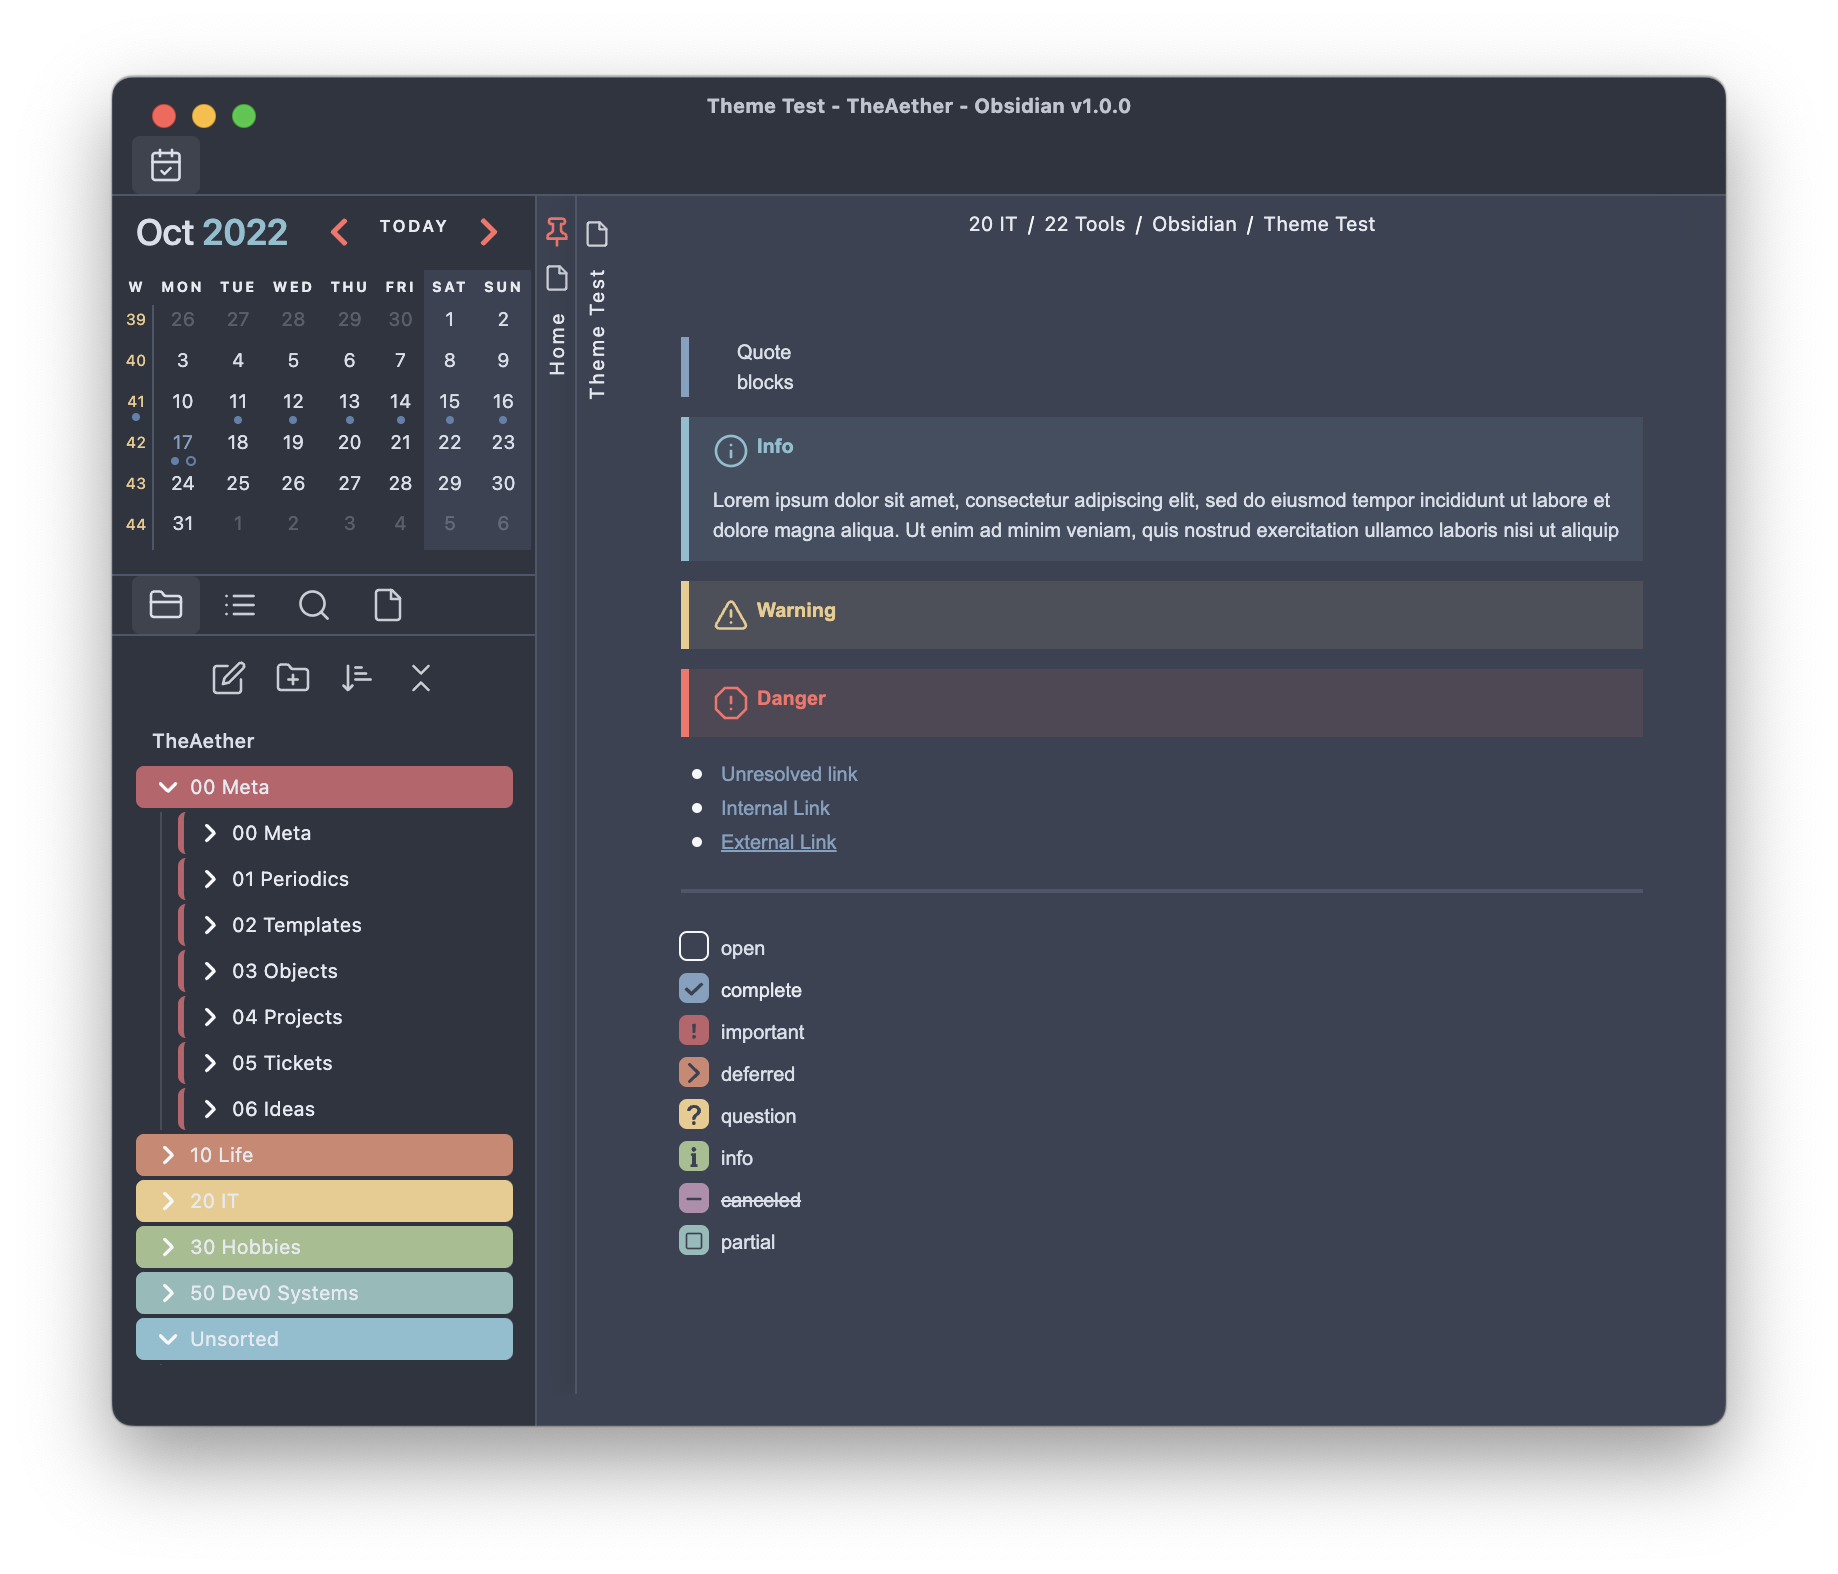 Theme Test - TheAether - Obsidian v1.0.0
Oct 2022
TODAY
W MON TUE WED THU FRI SAT SUN
39 26 27 28 29 30 1 2
40 3 4 5 6 7 8 9
41 10 11 12 13 14 15 16
42 17 18 19 20 21 22 23
43 24 25 26 27 28 29 30
44 31 1 2 3 4 5 6
TheAether
00 Meta
00 Meta
01 Periodics
02 Templates
03 Objects
04 Projects
05 Tickets
06 Ideas
10 Life
20 IT
30 Hobbies
50 Dev0 Systems
Unsorted
Home
Theme Test
20 IT / 22 Tools / Obsidian / Theme Test
Quote
blocks
Info
Lorem ipsum dolor sit amet, consectetur adipiscing elit, sed do eiusmod tempor incididunt ut labore et
dolore magna aliqua. Ut enim ad minim veniam, quis nostrud exercitation ullamco laboris nisi ut aliquip
Warning
Danger
Unresolved link
Internal Link
External Link
open
complete
important
deferred
question
info
canceled
partial